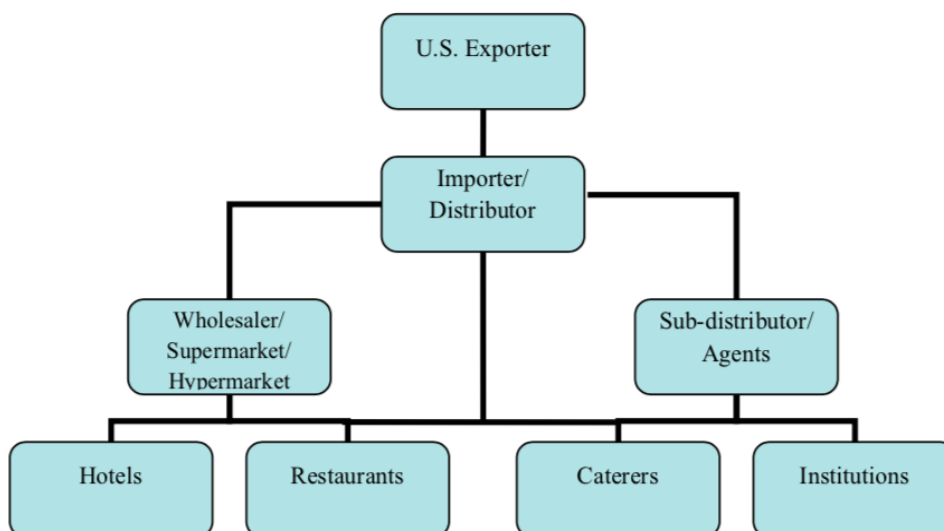 U.S. Exporter
Importer/
Distributor
Wholesaler/
Supermarket/
Hypermarket
Sub-distributor/
Agents
Hotels
Restaurants
Caterers
Institutions